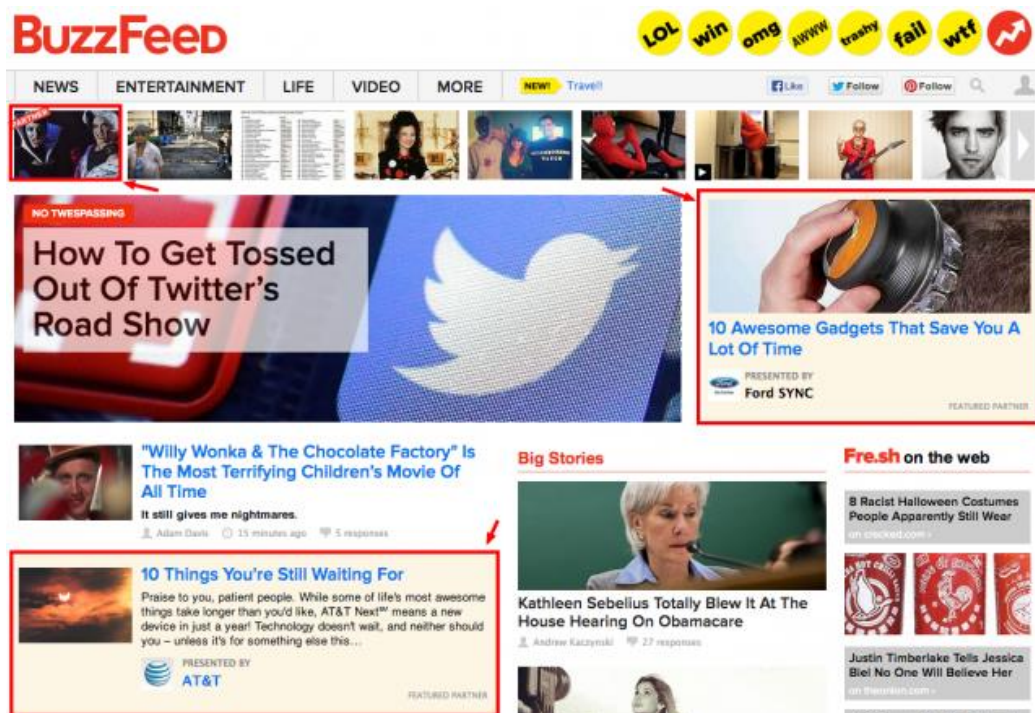 BuzzFeeD
LOL win omg AWWW trashy fail wtf
NEWS ENTERTAINMENT LIFE VIDEO MORE NEW! Travel! Like Follow Follow
PARTNER
NO TWESPASSING
How To Get Tossed
Out Of Twitter's
Road Show
10 Awesome Gadgets That Save You A
Lot Of Time
PRESENTED BY
Ford SYNC
FEATURED PARTNER
"Willy Wonka & The Chocolate Factory" Is
The Most Terrifying Children's Movie Of
All Time
It still gives me nightmares.
Adam Davis 15 minutes ago 5 responses
10 Things You're Still Waiting For
Praise to you, patient people. While some of life's most awesome
things take longer than you'd like, AT&T Next℠ means a new
device in just a year! Technology doesn't wait, and neither should
you – unless it's for something else this...
PRESENTED BY
AT&T
FEATURED PARTNER
Big Stories
Kathleen Sebelius Totally Blew It At The
House Hearing On Obamacare
Andrew Kaczynski 27 responses
Fre.sh on the web
8 Racist Halloween Costumes
People Apparently Still Wear
on cracked.com ›
Justin Timberlake Tells Jessica
Biel No One Will Believe Her
on theonion.com ›